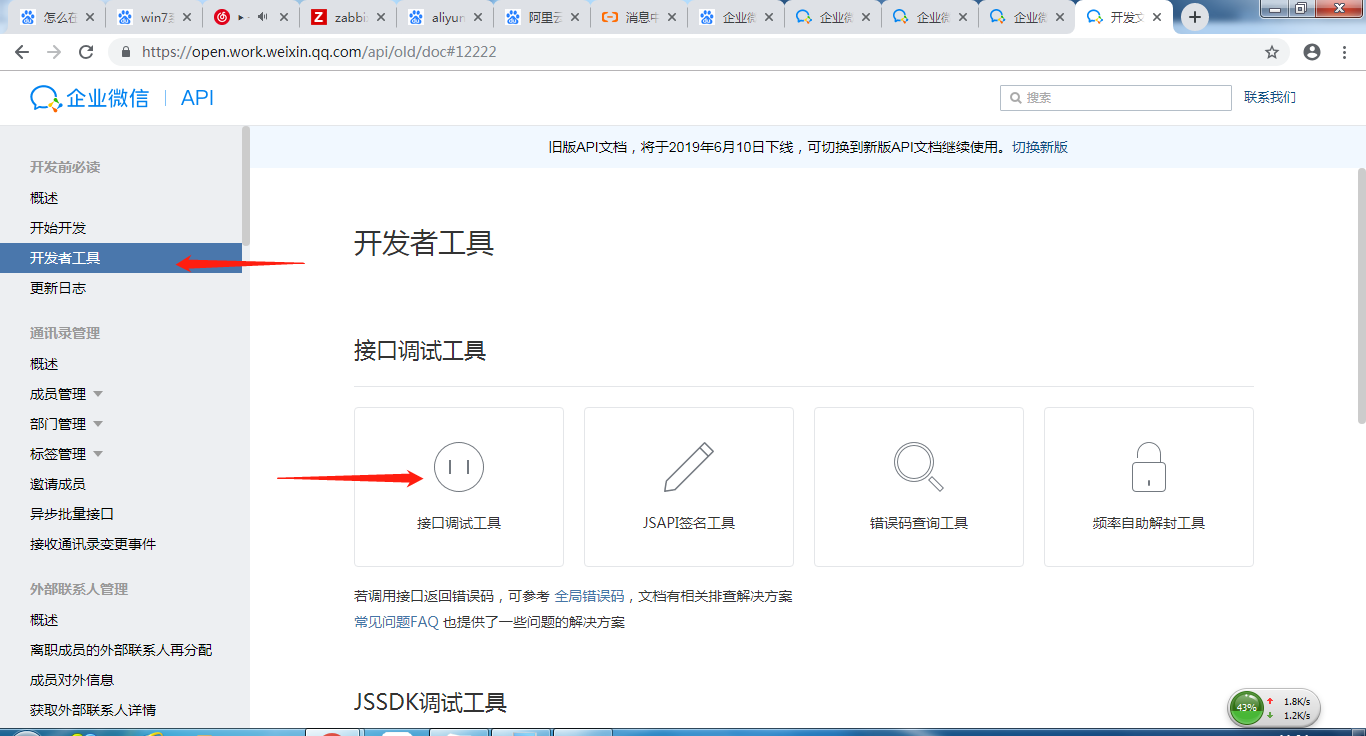 怎么在
win7系
zabbi
aliyun
阿里云
消息中
企业微
企业微
企业微
企业微
开发文
https://open.work.weixin.qq.com/api/old/doc#12222
企业微信 API
搜索
联系我们
旧版API文档，将于2019年6月10日下线，可切换到新版API文档继续使用。切换新版
开发前必读
概述
开始开发
开发者工具
更新日志
通讯录管理
概述
成员管理
部门管理
标签管理
邀请成员
异步批量接口
接收通讯录变更事件
外部联系人管理
概述
离职成员的外部联系人再分配
成员对外信息
获取外部联系人详情
开发者工具
接口调试工具
接口调试工具
JSAPI签名工具
错误码查询工具
频率自助解封工具
若调用接口返回错误码，可参考 全局错误码，文档有相关排查解决方案
常见问题FAQ 也提供了一些问题的解决方案
JSSDK调试工具
43%
1.8K/s
1.2K/s